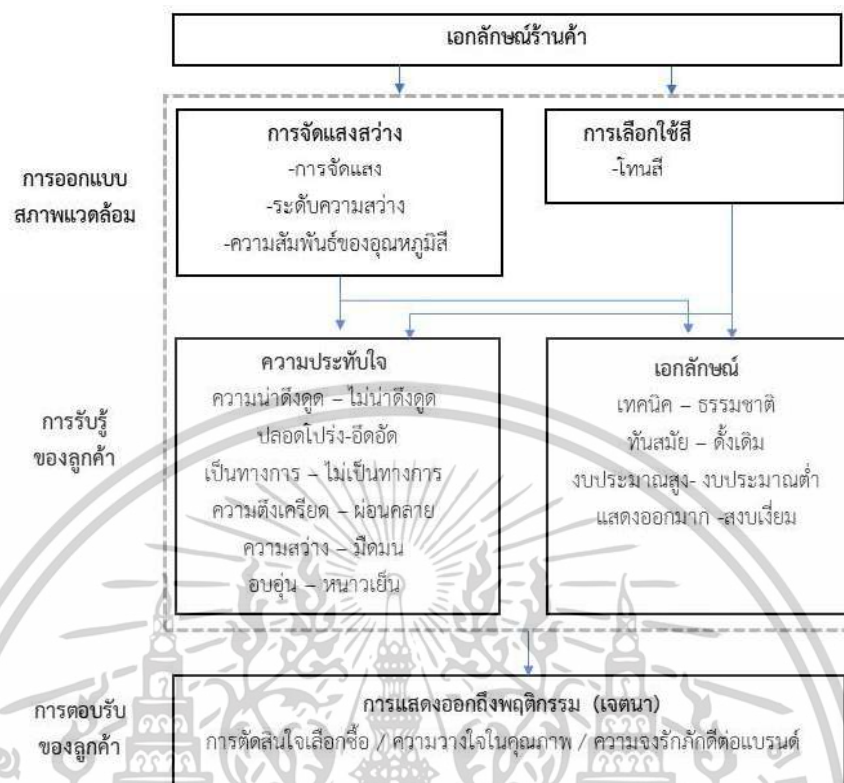 เอกลักษณ์ร้านค้า
การออกแบบ
สภาพแวดล้อม
การจัดแสงสว่าง
-การจัดแสง
-ระดับความสว่าง
-ความสัมพันธ์ของอุณหภูมิสี
การเลือกใช้สี
-โทนสี
การรับรู้
ของลูกค้า
ความประทับใจ
ความน่าดึงดูด – ไม่น่าดึงดูด
ปลอดโปร่ง-อึดอัด
เป็นทางการ – ไม่เป็นทางการ
ความตึงเครียด – ผ่อนคลาย
ความสว่าง – มืดมน
อบอุ่น – หนาวเย็น
เอกลักษณ์
เทคนิค – ธรรมชาติ
ทันสมัย – ดั้งเดิม
งบประมาณสูง- งบประมาณต่ำ
แสดงออกมาก -สงบเงี่ยม
การตอบรับ
ของลูกค้า
การแสดงออกถึงพฤติกรรม (เจตนา)
การตัดสินใจเลือกซื้อ / ความวางใจในคุณภาพ / ความจงรักภักดีต่อแบรนด์